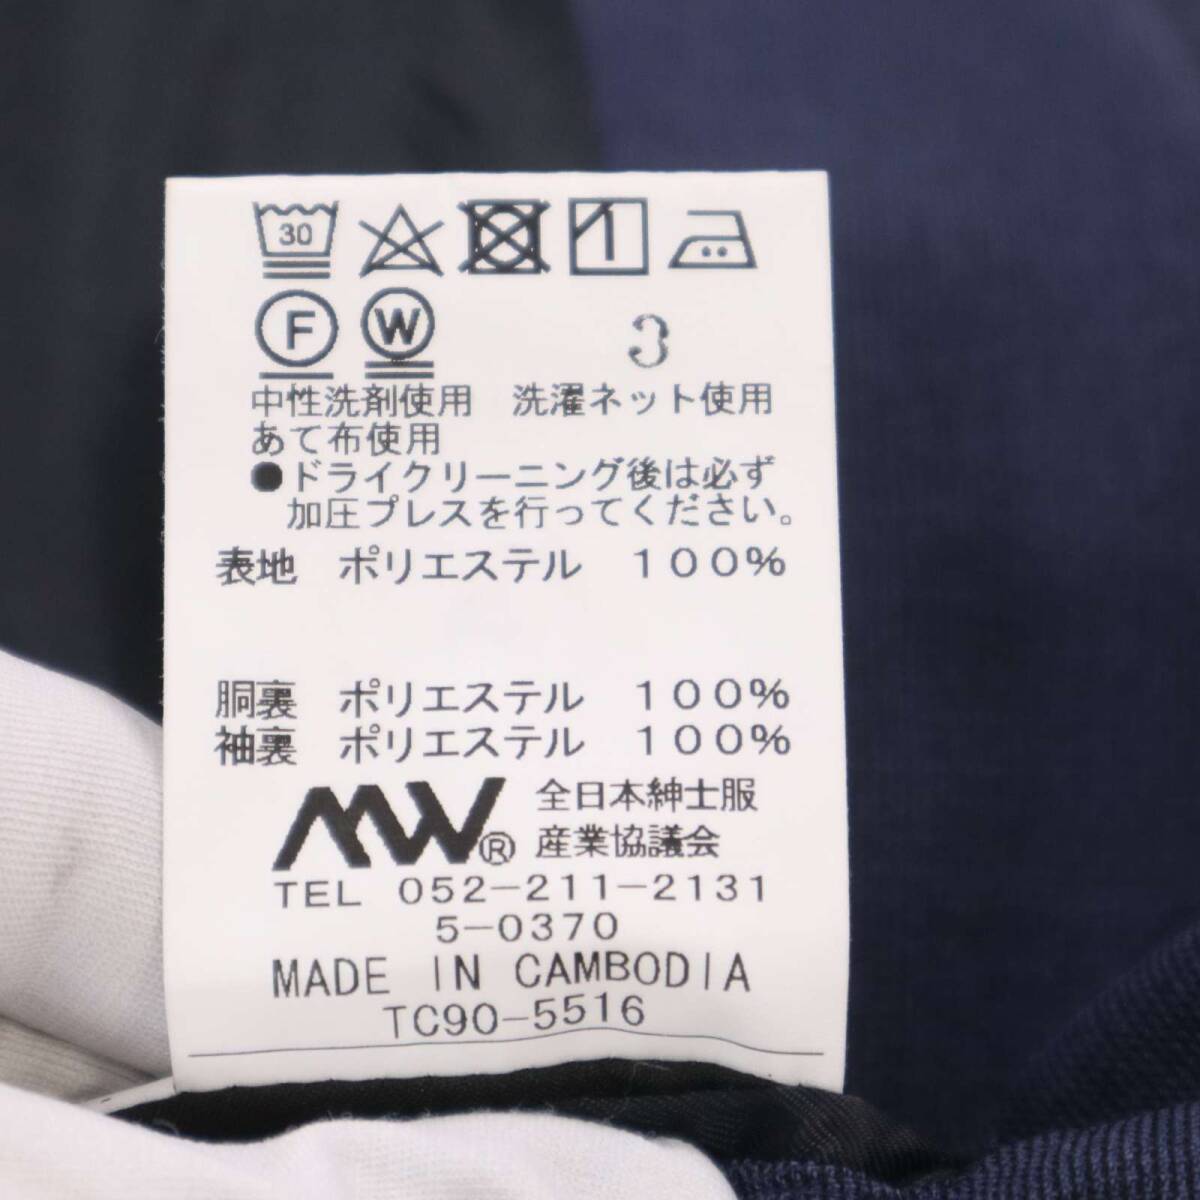 30
F W 3
中性洗剤使用 洗濯ネット使用
あて布使用
●ドライクリーニング後は必ず
加圧プレスを行ってください。
表地 ポリエステル 100%
胴裏 ポリエステル 100%
袖裏 ポリエステル 100%
MW® 全日本紳士服
産業協議会
TEL 052-211-2131
5-0370
MADE IN CAMBODIA
TC90-5516